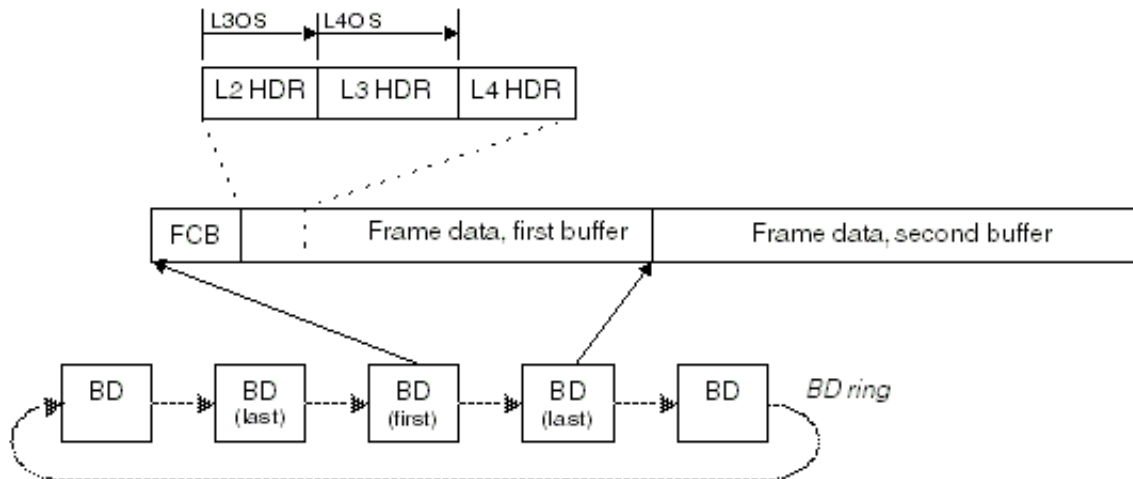 L3OS L4OS
L2 HDR L3 HDR L4 HDR
FCB Frame data, first buffer Frame data, second buffer
BD BD BD BD BD BD ring
(last) (first) (last)